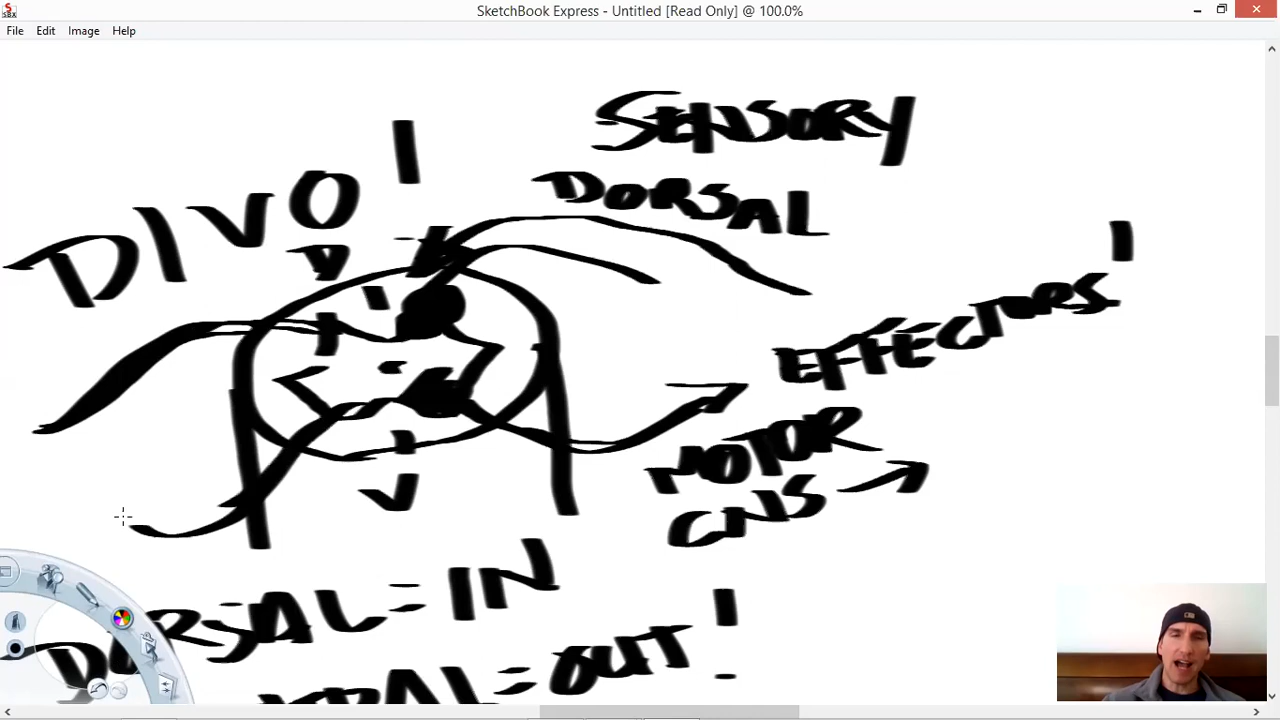 SketchBook Express - Untitled [Read Only] @ 100.0%
File Edit Image Help
SENSORY
DIVO!
DORSAL
D
EFFECTORS!
MOTOR
V
CNS →
DORSAL = IN
= OUT!